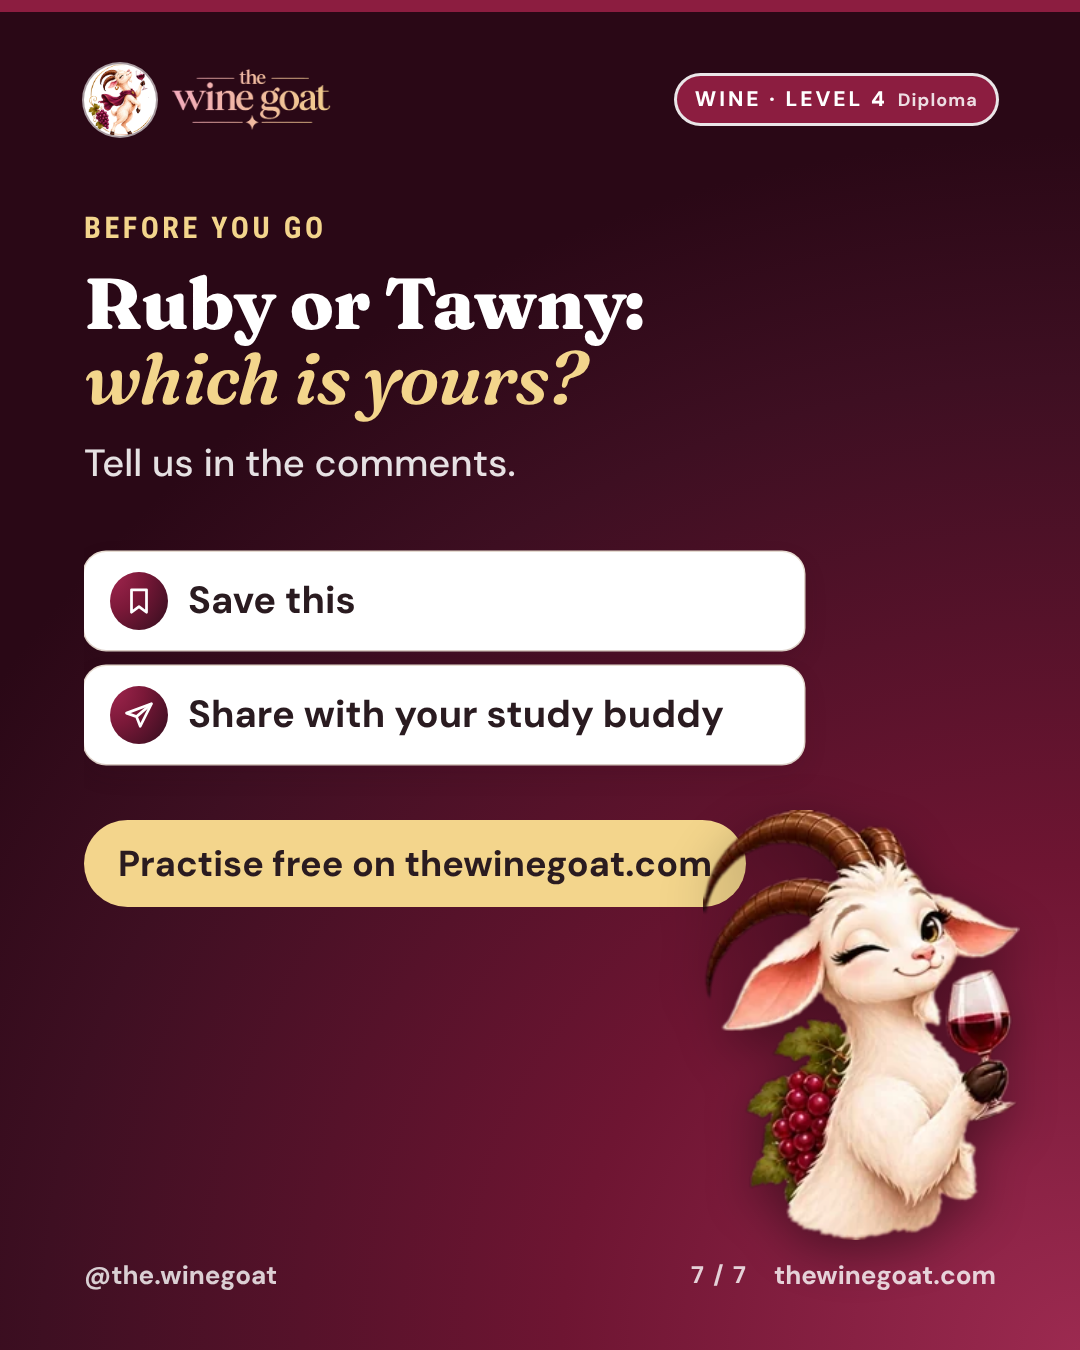 the
wine goat
WINE · LEVEL 4 Diploma
BEFORE YOU GO
Ruby or Tawny:
which is yours?
Tell us in the comments.
Save this
Share with your study buddy
Practise free on thewinegoat.com
@the.winegoat
7 / 7 thewinegoat.com